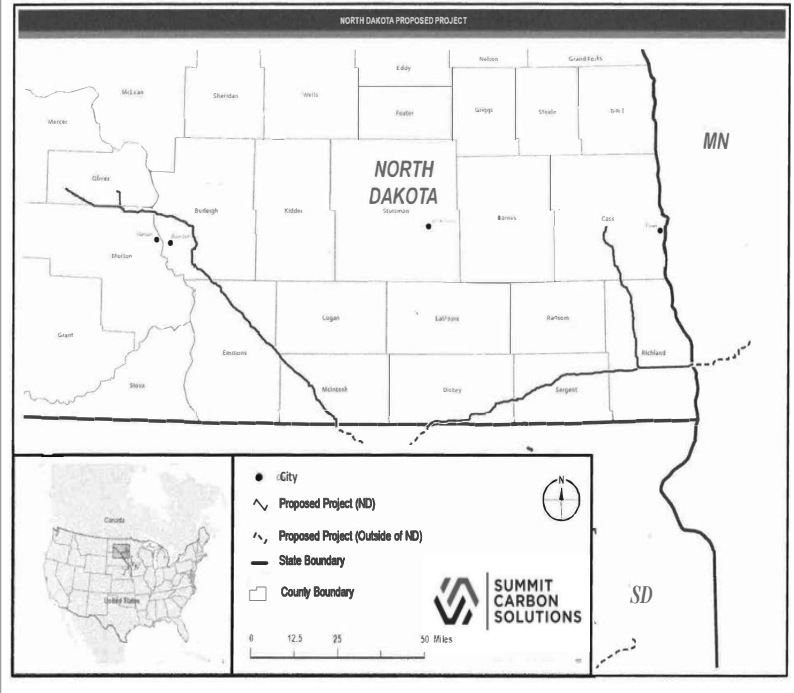 NORTH DAKOTA PROPOSED PROJECT
Eddy
Nelson
Grand Forks
McLean
Sheridan
Wells
Foster
Griggs
Steele
Mercer
MN
NORTH
DAKOTA
Oliver
Burleigh
Kidder
Stutsman
Barnes
Cass
Morton
Logan
LaMoure
Ransom
Grant
Emmons
Richland
Sioux
McIntosh
Dickey
Sargent
Canada
United States
City
Proposed Project (ND)
Proposed Project (Outside of ND)
State Boundary
County Boundary
N
SUMMIT
CARBON
SOLUTIONS
0 12.5 25 50 Miles
SD